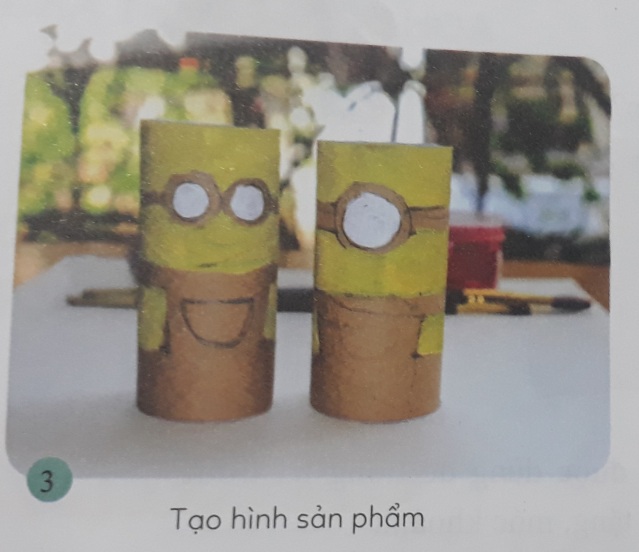 3
Tạo hình sản phẩm